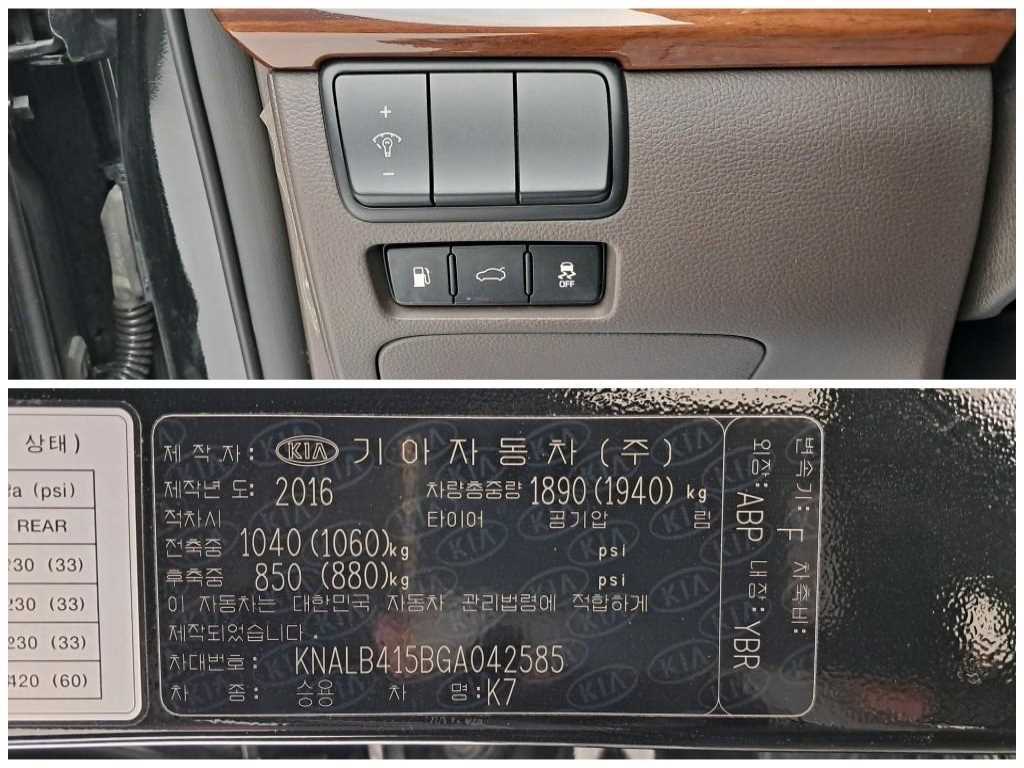 +
−
OFF
상태)
a (psi)
REAR
230 (33)
230 (33)
230 (33)
420 (60)
제 작 자: KIA 기아자동차(주)
제작년 도: 2016 차량총중량 1890(1940) kg
적차시 타이어 공기압 림
전축중 1040(1060)kg psi
후축중 850 (880)kg psi
이 자동차는 대한민국 자동차 관리법령에 적합하게
제작되었습니다.
차대번호: KNALB415BGA042585
차 종: 승용 차 명:K7
변속기: F 차축비:
외장: ABP 내장:YBR